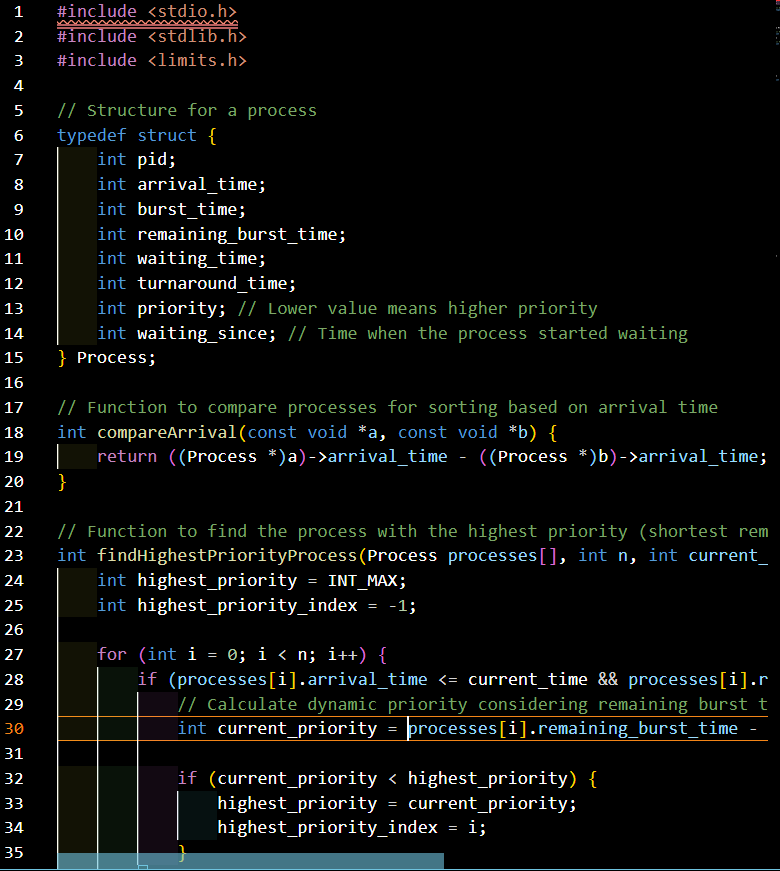 1 #include <stdio.h>
2 #include <stdlib.h>
3 #include <limits.h>
4
5 // Structure for a process
6 typedef struct {
7 int pid;
8 int arrival_time;
9 int burst_time;
10 int remaining_burst_time;
11 int waiting_time;
12 int turnaround_time;
13 int priority; // Lower value means higher priority
14 int waiting_since; // Time when the process started waiting
15 } Process;
16
17 // Function to compare processes for sorting based on arrival time
18 int compareArrival(const void *a, const void *b) {
19 return ((Process *)a)->arrival_time - ((Process *)b)->arrival_time;
20 }
21
22 // Function to find the process with the highest priority (shortest rem
23 int findHighestPriorityProcess(Process processes[], int n, int current_
24 int highest_priority = INT_MAX;
25 int highest_priority_index = -1;
26
27 for (int i = 0; i < n; i++) {
28 if (processes[i].arrival_time <= current_time && processes[i].r
29 // Calculate dynamic priority considering remaining burst t
30 int current_priority = processes[i].remaining_burst_time -
31
32 if (current_priority < highest_priority) {
33 highest_priority = current_priority;
34 highest_priority_index = i;
35 }